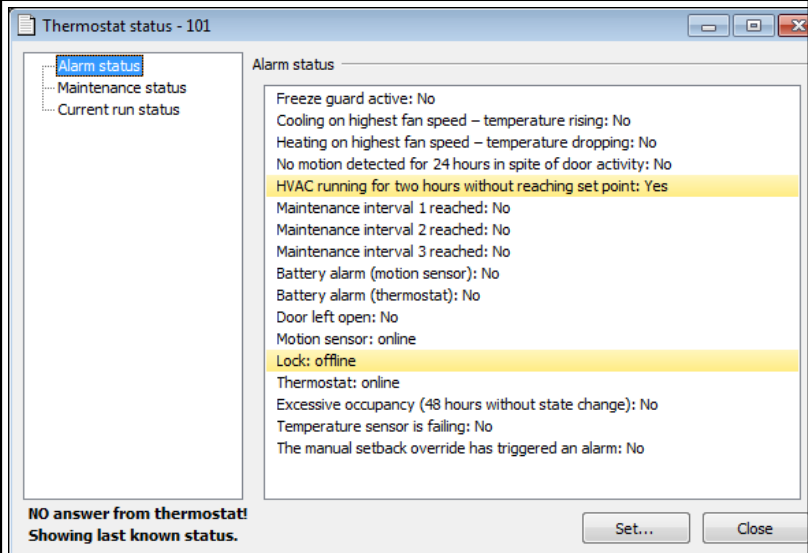 Thermostat status - 101
Alarm status
Maintenance status
Current run status
Alarm status
Freeze guard active: No
Cooling on highest fan speed – temperature rising: No
Heating on highest fan speed – temperature dropping: No
No motion detected for 24 hours in spite of door activity: No
HVAC running for two hours without reaching set point: Yes
Maintenance interval 1 reached: No
Maintenance interval 2 reached: No
Maintenance interval 3 reached: No
Battery alarm (motion sensor): No
Battery alarm (thermostat): No
Door left open: No
Motion sensor: online
Lock: offline
Thermostat: online
Excessive occupancy (48 hours without state change): No
Temperature sensor is failing: No
The manual setback override has triggered an alarm: No
NO answer from thermostat!
Showing last known status.
Set...
Close